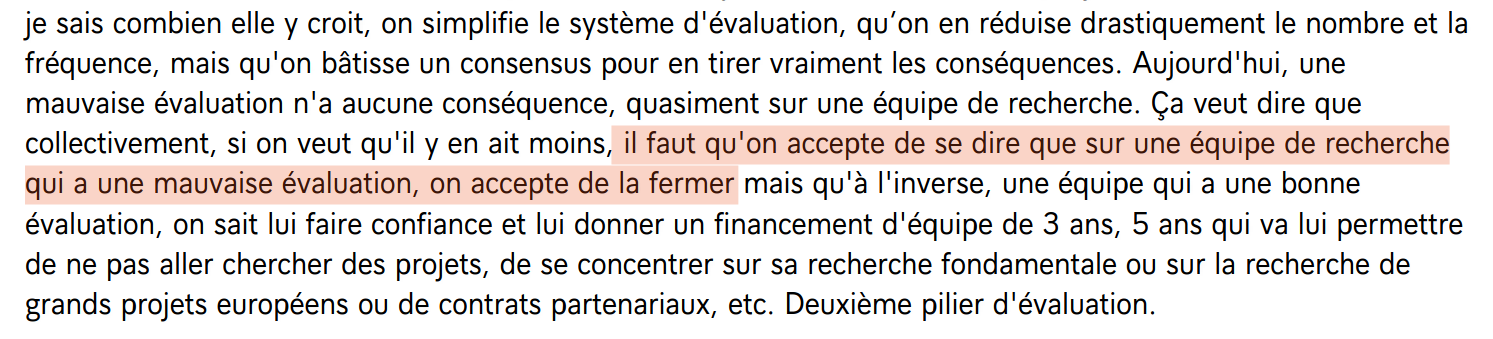 je sais combien elle y croit, on simplifie le système d'évaluation, qu’on en réduise drastiquement le nombre et la
fréquence, mais qu'on bâtisse un consensus pour en tirer vraiment les conséquences. Aujourd'hui, une
mauvaise évaluation n'a aucune conséquence, quasiment sur une équipe de recherche. Ça veut dire que
collectivement, si on veut qu'il y en ait moins, il faut qu'on accepte de se dire que sur une équipe de recherche
qui a une mauvaise évaluation, on accepte de la fermer mais qu'à l'inverse, une équipe qui a une bonne
évaluation, on sait lui faire confiance et lui donner un financement d'équipe de 3 ans, 5 ans qui va lui permettre
de ne pas aller chercher des projets, de se concentrer sur sa recherche fondamentale ou sur la recherche de
grands projets européens ou de contrats partenariaux, etc. Deuxième pilier d'évaluation.